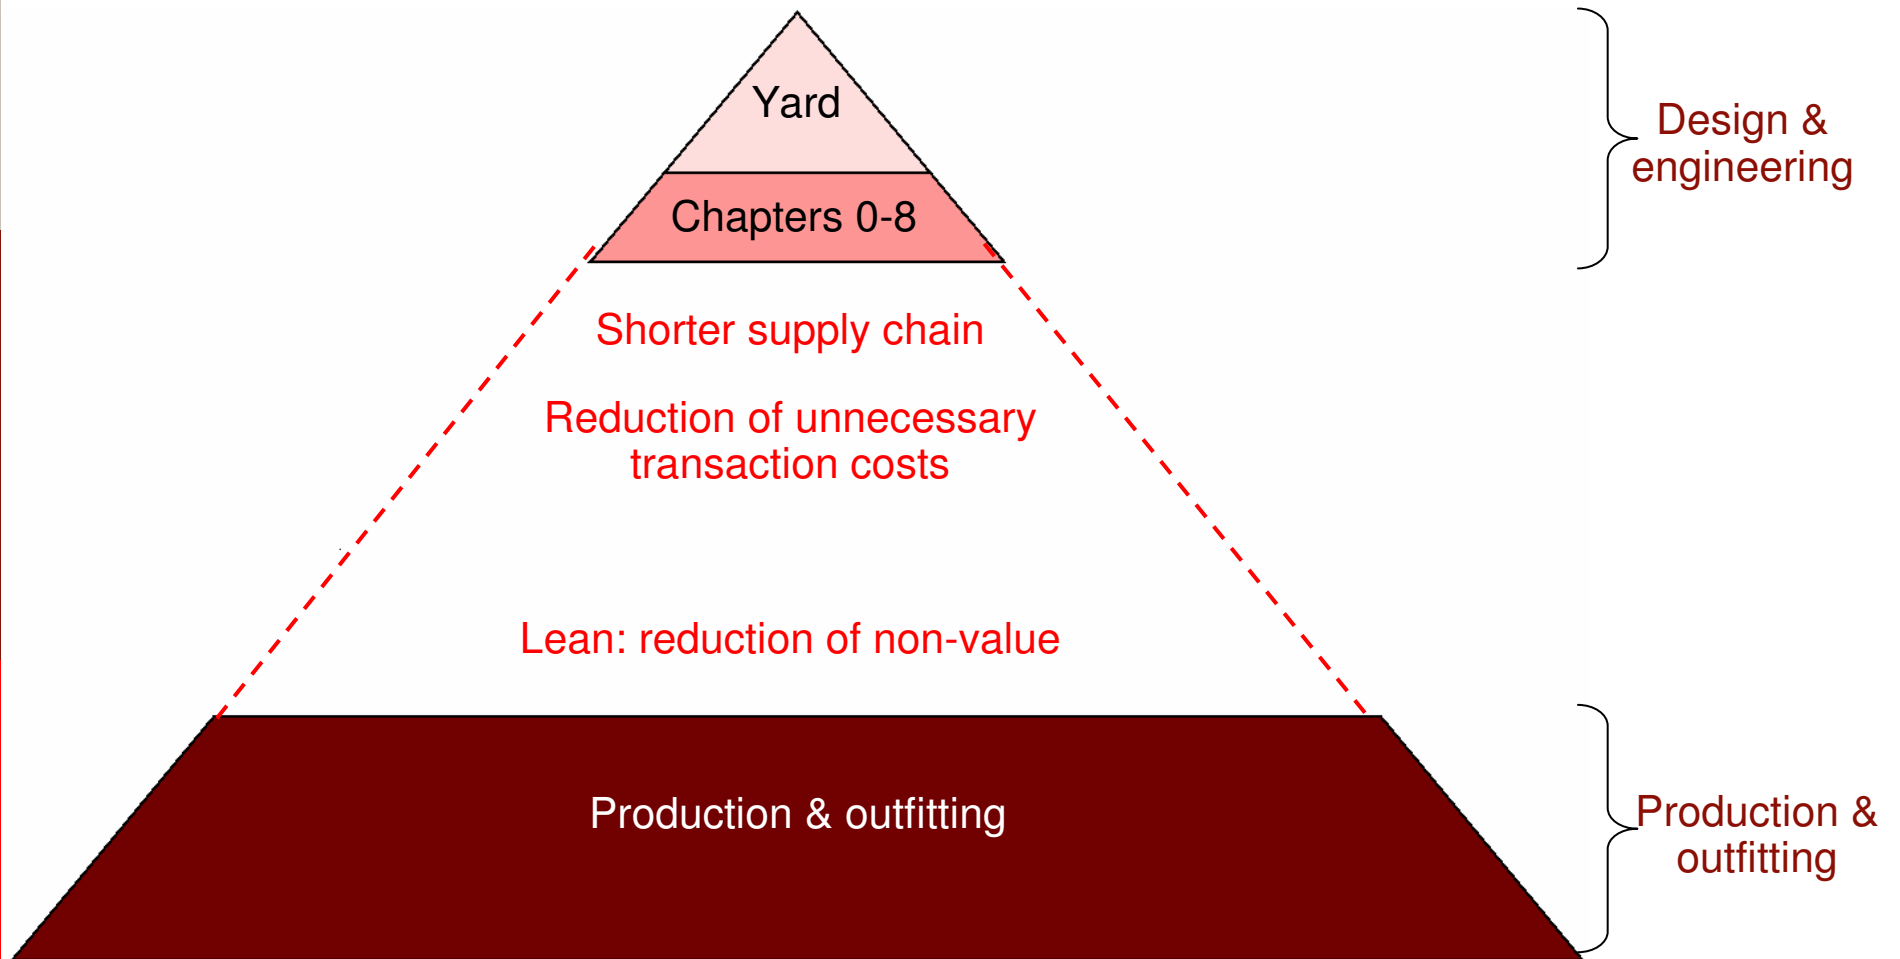 Yard
Design &
engineering
Chapters 0-8
Shorter supply chain
Reduction of unnecessary
transaction costs
Lean: reduction of non-value
Production & outfitting
Production &
outfitting